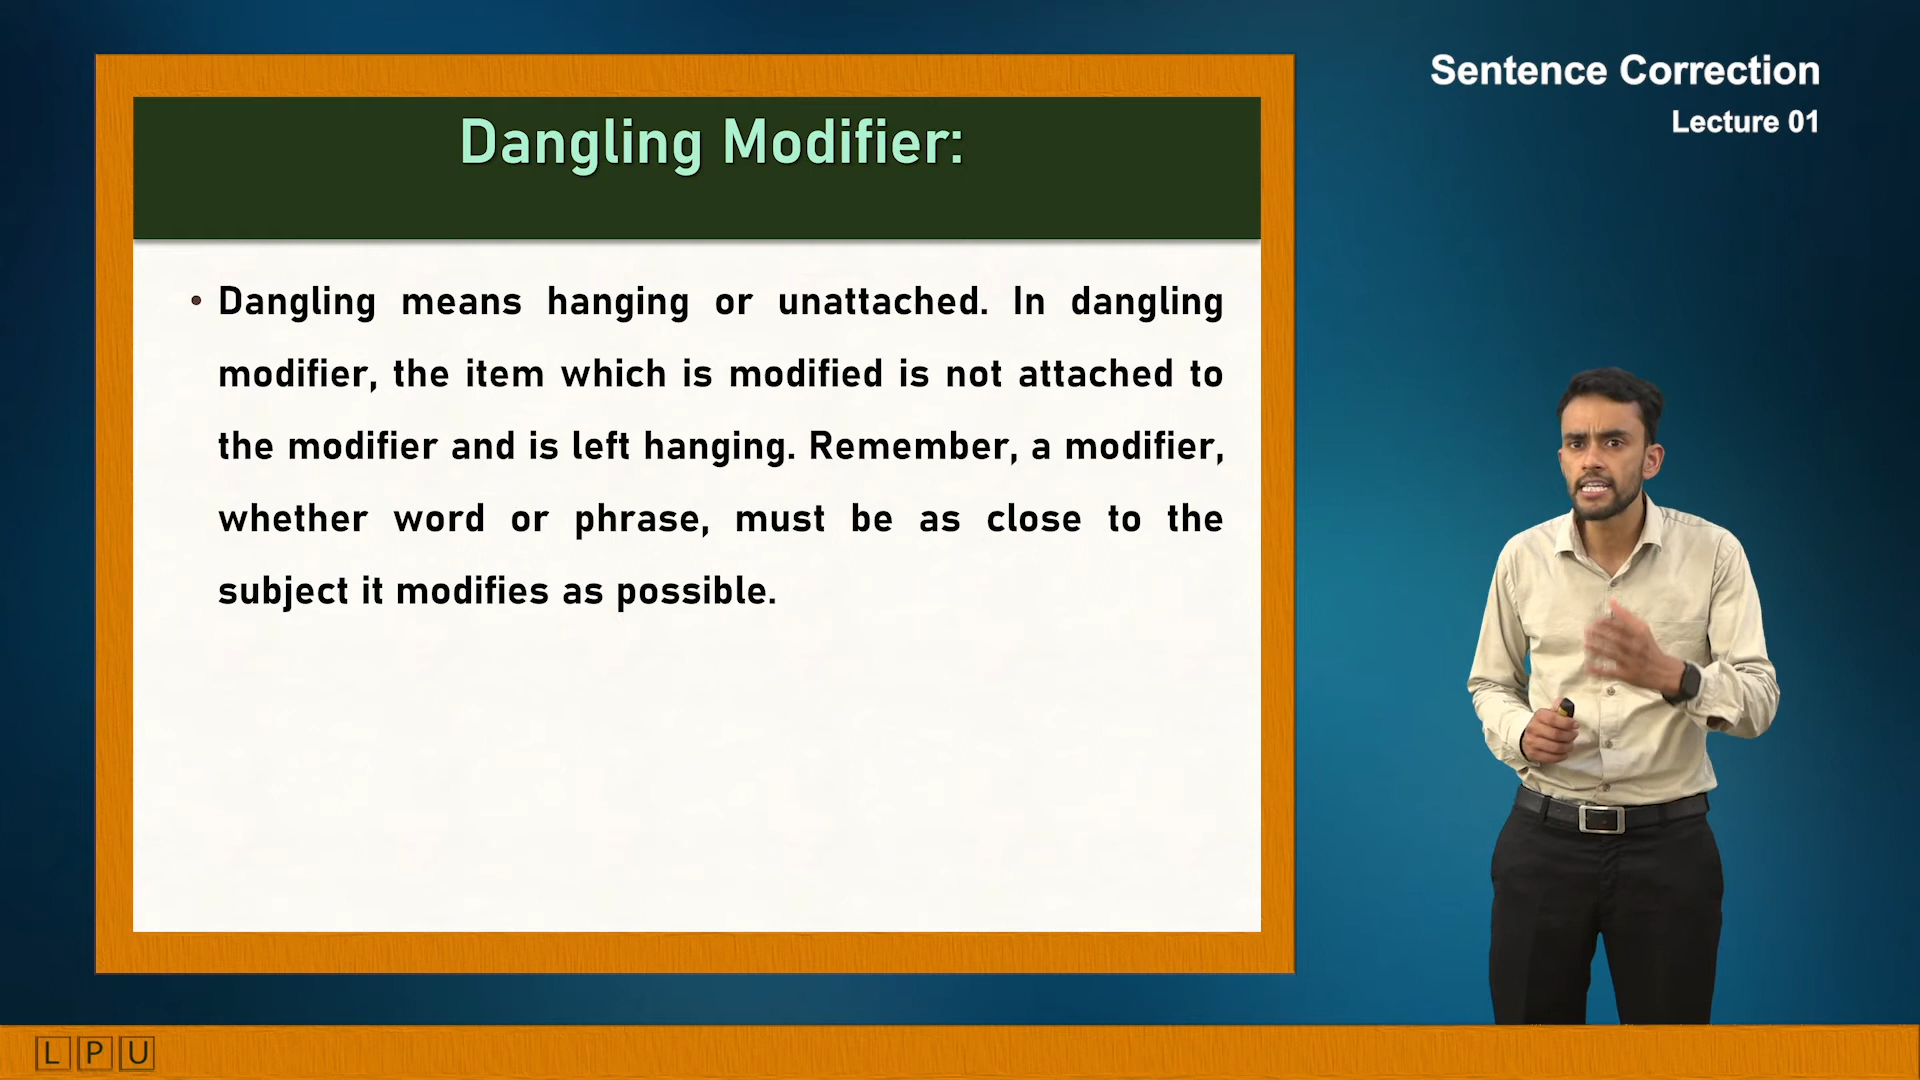 Sentence Correction
Lecture 01
Dangling Modifier:
• Dangling means hanging or unattached. In dangling
modifier, the item which is modified is not attached to
the modifier and is left hanging. Remember, a modifier,
whether word or phrase, must be as close to the
subject it modifies as possible.
L P U